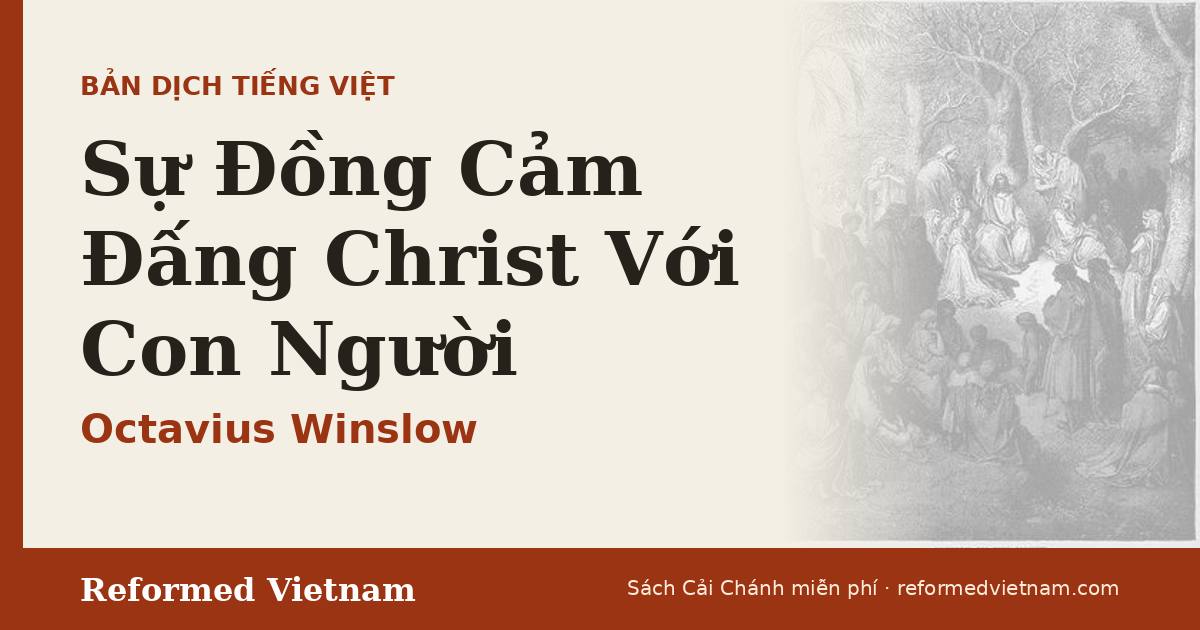 BẢN DỊCH TIẾNG VIỆT
Sự Đồng Cảm
Đấng Christ Với
Con Người
Octavius Winslow
Reformed Vietnam
Sách Cải Chánh miễn phí · reformedvietnam.com